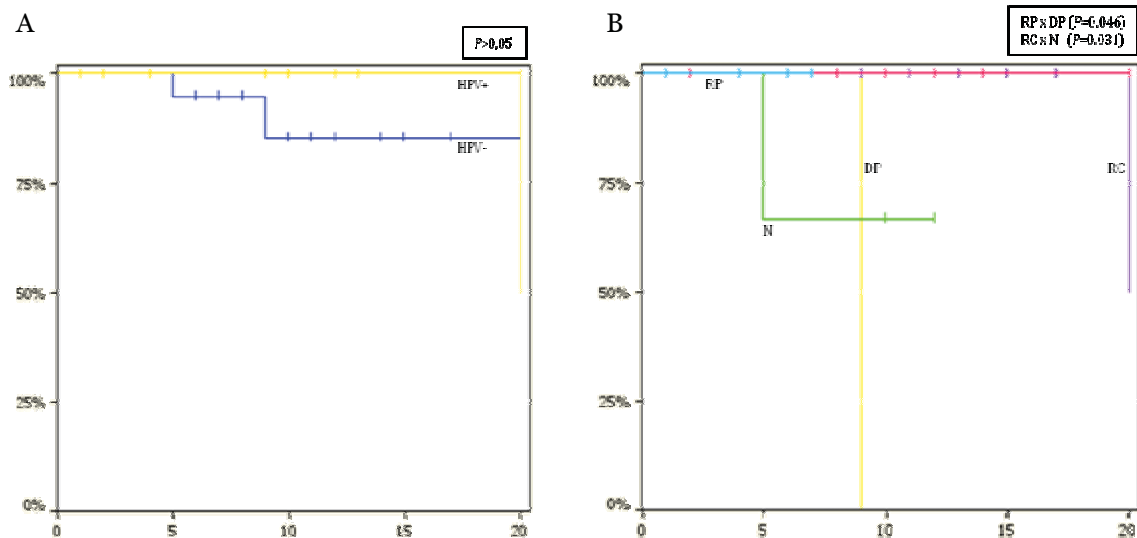 A
P>0,05
100%
75%
50%
25%
0%
HPV+
HPV-
0 5 10 15 20
B
RP x DP (P=0.046)
RC x N (P=0.031)
100%
75%
50%
25%
0%
RP
N
DP
RC
0 5 10 15 20